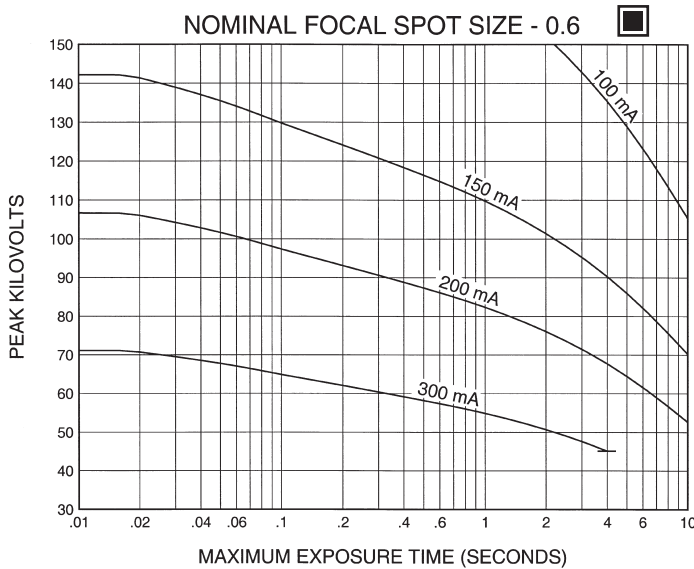 NOMINAL FOCAL SPOT SIZE - 0.6
150
140
130
120
110
100
90
80
70
60
50
40
30
PEAK KILOVOLTS
100 mA
150 mA
200 mA
300 mA
.01 .02 .04 .06 .1 .2 .4 .6 1 2 4 6 10
MAXIMUM EXPOSURE TIME (SECONDS)